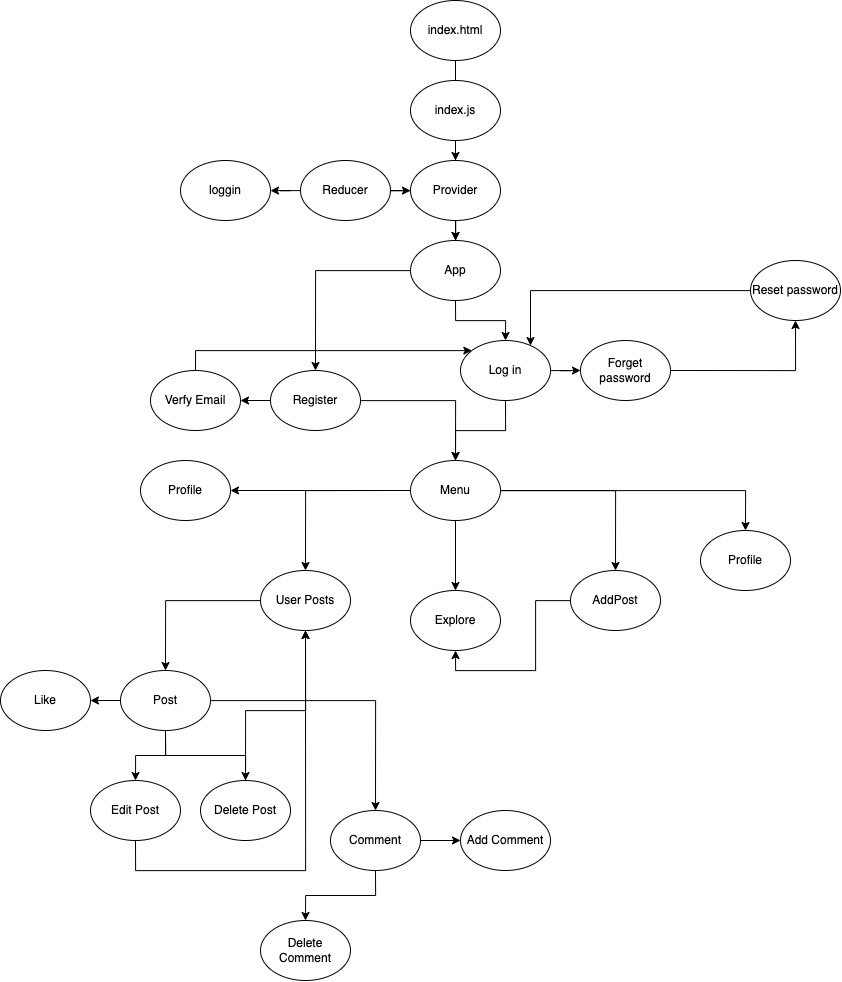 index.html
index.js
loggin
Reducer
Provider
App
Reset password
Log in
Forget
password
Verfy Email
Register
Profile
Menu
Profile
User Posts
AddPost
Explore
Like
Post
Edit Post
Delete Post
Comment
Add Comment
Delete
Comment